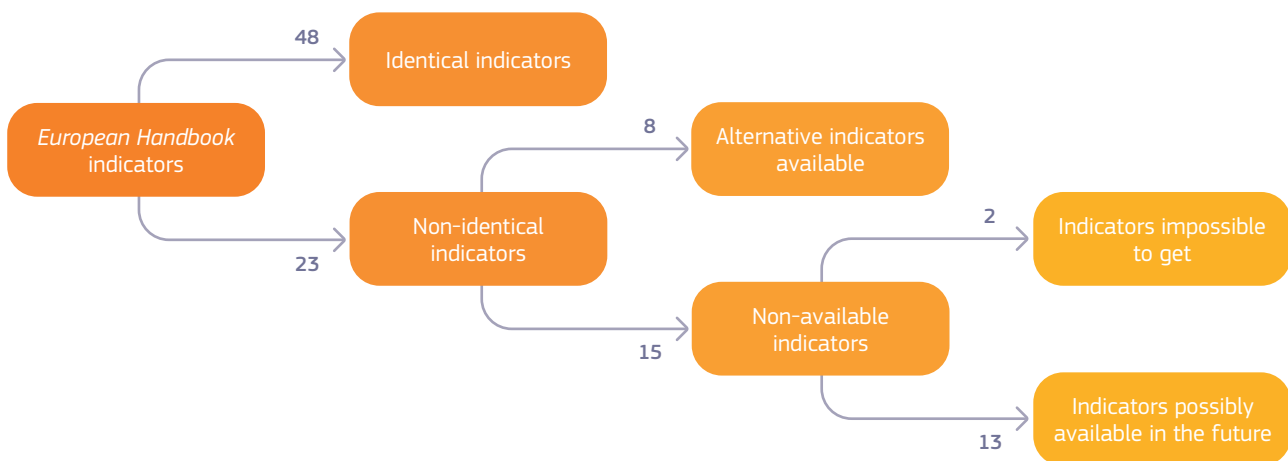 48
Identical indicators
European Handbook
indicators
8
Alternative indicators
available
23
Non-identical
indicators
2
Indicators impossible
to get
15
Non-available
indicators
13
Indicators possibly
available in the future